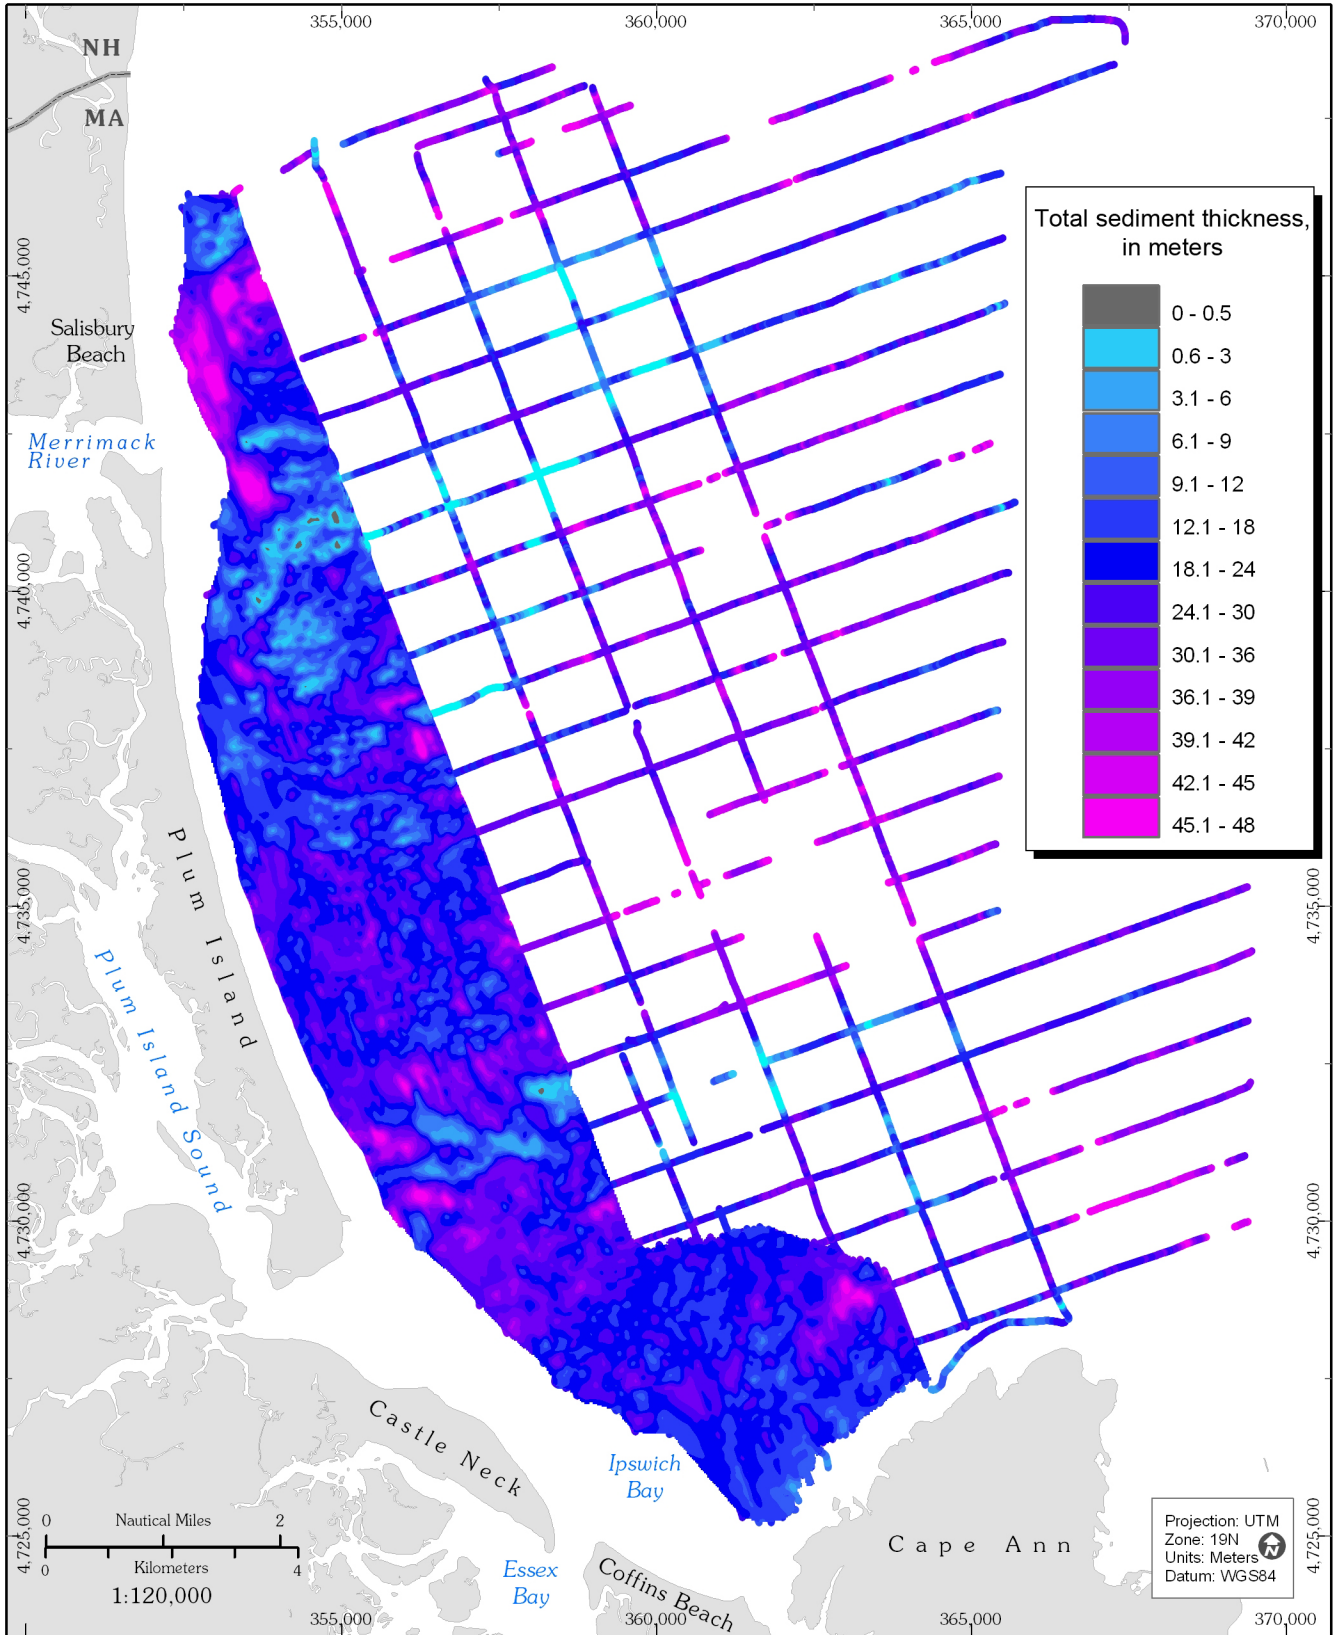 355,000
360,000
365,000
370,000
NH
MA
Total sediment thickness,
in meters
0 - 0.5
0.6 - 3
3.1 - 6
6.1 - 9
9.1 - 12
12.1 - 18
18.1 - 24
24.1 - 30
30.1 - 36
36.1 - 39
39.1 - 42
42.1 - 45
45.1 - 48
4,745,000
Salisbury
Beach
Merrimack
River
4,740,000
Plum Island
4,735,000
4,735,000
Plum Island Sound
4,730,000
4,730,000
Castle Neck
Ipswich
Bay
4,725,000
4,725,000
0
Nautical Miles
2
Kilometers
0
4
1:120,000
Essex
Bay
Coffins Beach
Cape Ann
Projection: UTM
Zone: 19N
N
Units: Meters
Datum: WGS84
355,000
360,000
365,000
370,000